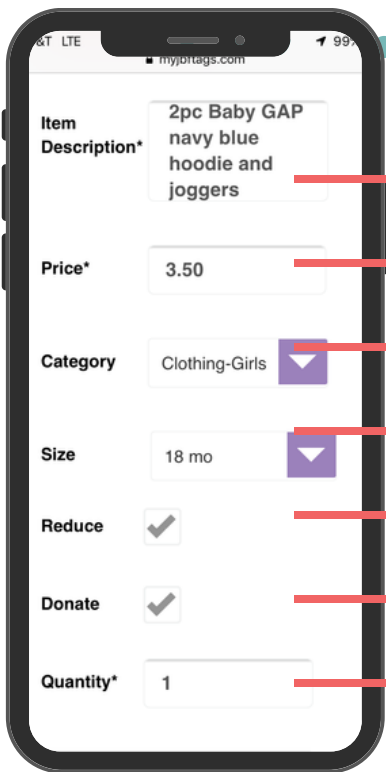 &T LTE 99%
myjbftags.com
Item
Description*
2pc Baby GAP
navy blue
hoodie and
joggers
Price*
3.50
Category
Clothing-Girls
Size
18 mo
Reduce
Donate
Quantity*
1